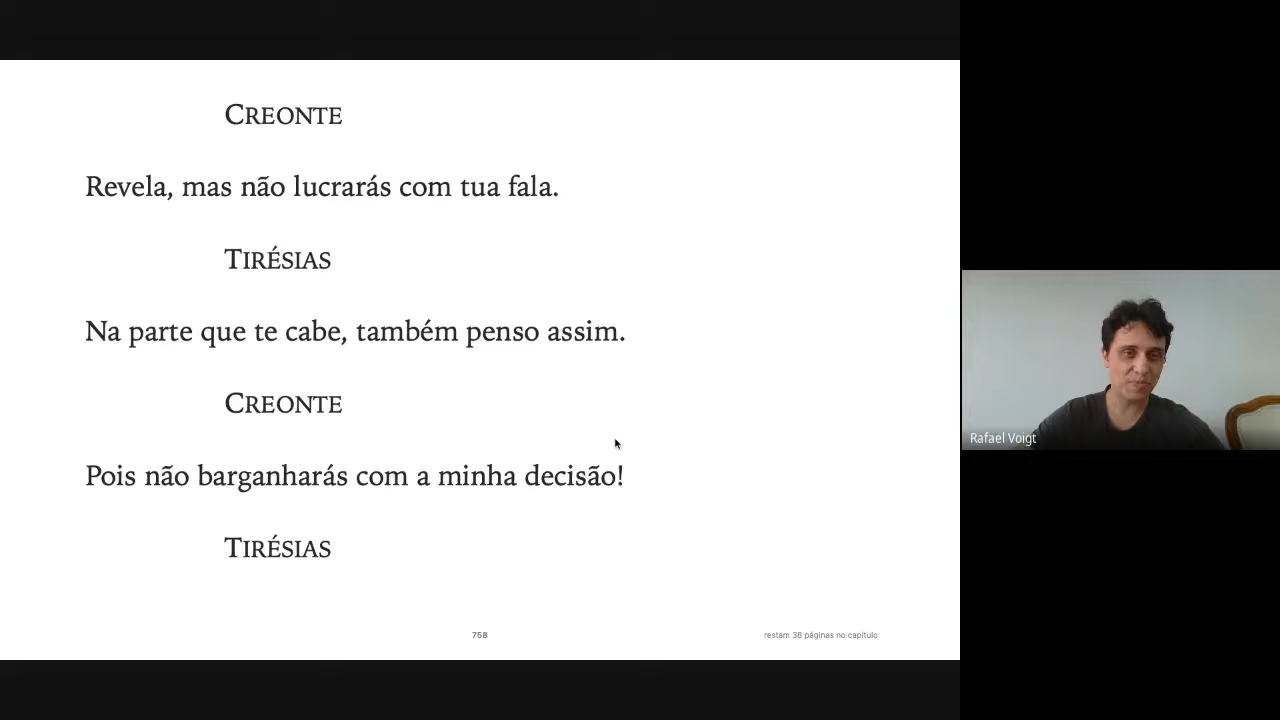 CREONTE
Revela, mas não lucrarás com tua fala.
TIRÉSIAS
Na parte que te cabe, também penso assim.
CREONTE
Pois não barganharás com a minha decisão!
TIRÉSIAS
758
restam 38 páginas no capítulo
Rafael Voigt